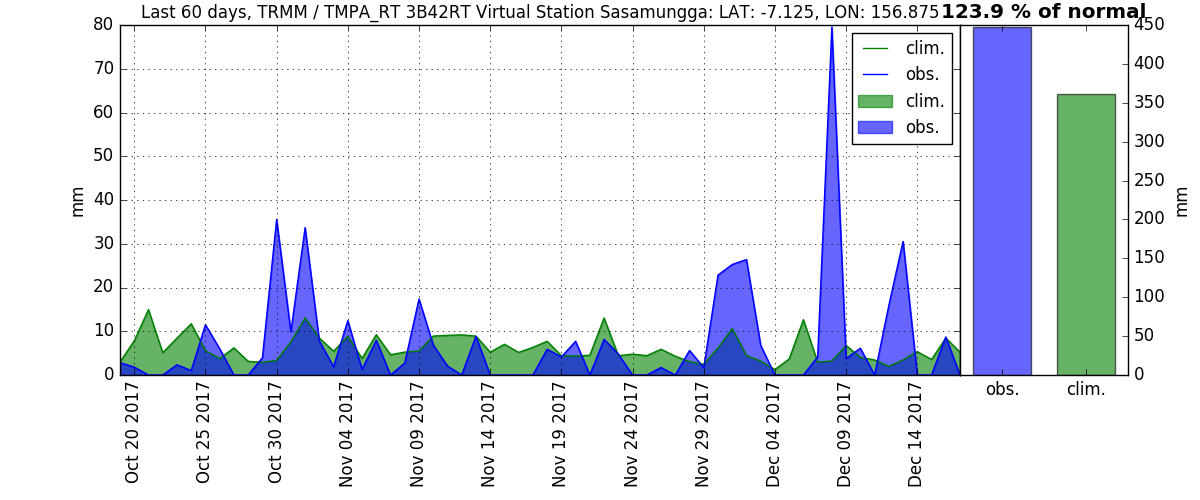 Last 60 days, TRMM / TMPA_RT 3B42RT Virtual Station Sasamungga: LAT: -7.125, LON: 156.875
123.9 % of normal
80
70
60
50
40
30
20
10
0
mm
clim.
obs.
clim.
obs.
Oct 20 2017
Oct 25 2017
Oct 30 2017
Nov 04 2017
Nov 09 2017
Nov 14 2017
Nov 19 2017
Nov 24 2017
Nov 29 2017
Dec 04 2017
Dec 09 2017
Dec 14 2017
450
400
350
300
250
200
150
100
50
0
mm
obs.
clim.